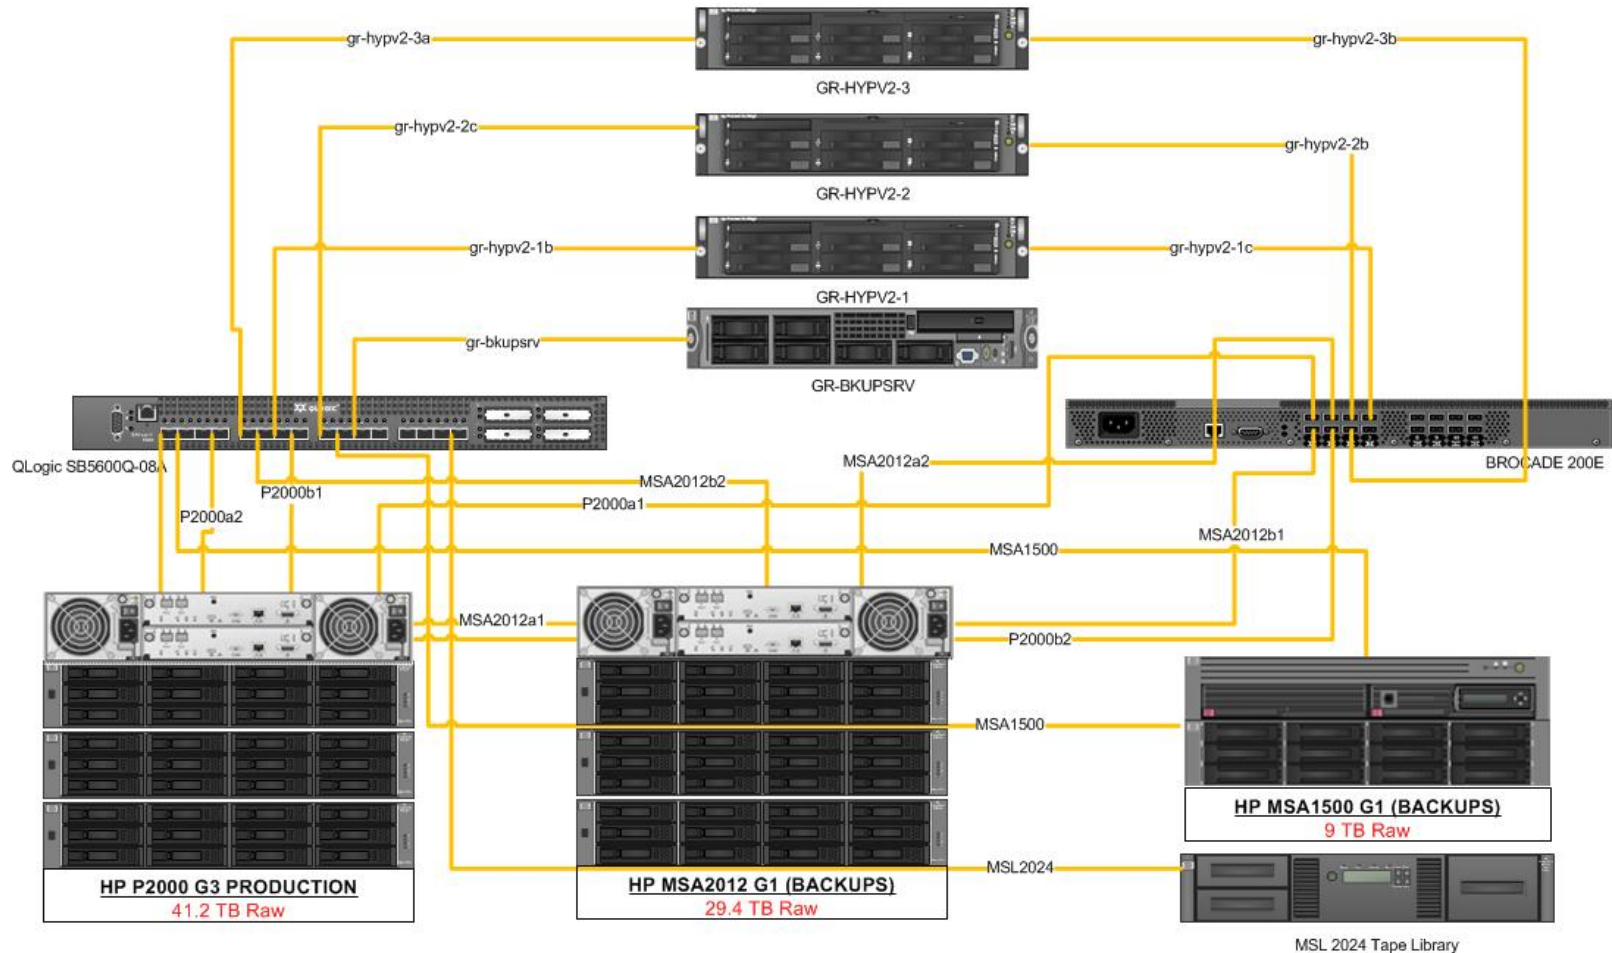 gr-hypv2-3a
gr-hypv2-3b
GR-HYPV2-3
gr-hypv2-2c
gr-hypv2-2b
GR-HYPV2-2
gr-hypv2-1b
gr-hypv2-1c
GR-HYPV2-1
gr-bkupsrv
GR-BKUPSRV
QLOGIC
QLogic SB5600Q-08A
BROCADE 200E
MSA2012a2
MSA2012b2
P2000b1
P2000a1
P2000a2
MSA2012b1
MSA1500
MSA2012a1
P2000b2
MSA1500
HP MSA1500 G1 (BACKUPS)
9 TB Raw
MSL2024
HP P2000 G3 PRODUCTION
41.2 TB Raw
HP MSA2012 G1 (BACKUPS)
29.4 TB Raw
MSL 2024 Tape Library